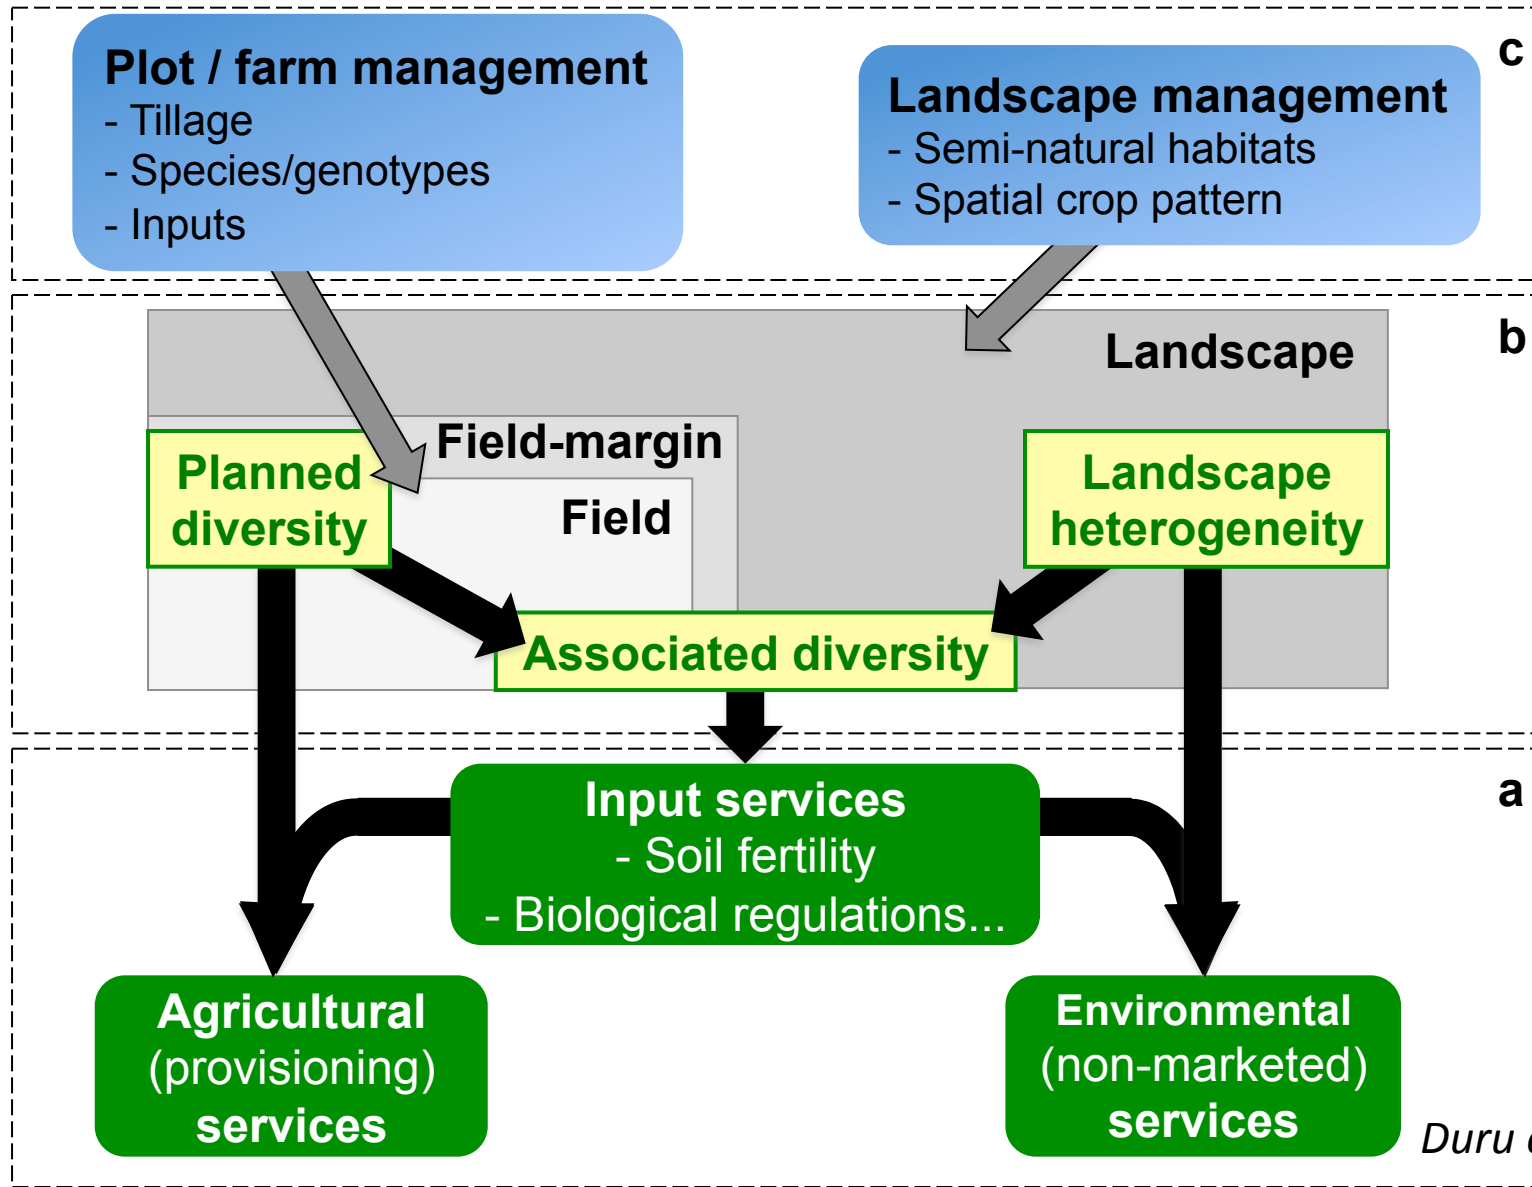 Plot / farm management
- Tillage
- Species/genotypes
- Inputs
Landscape management
- Semi-natural habitats
- Spatial crop pattern
c
b
Landscape
Field-margin
Field
Planned
diversity
Landscape
heterogeneity
Associated diversity
a
Input services
- Soil fertility
- Biological regulations...
Agricultural
(provisioning)
services
Environmental
(non-marketed)
services
Duru